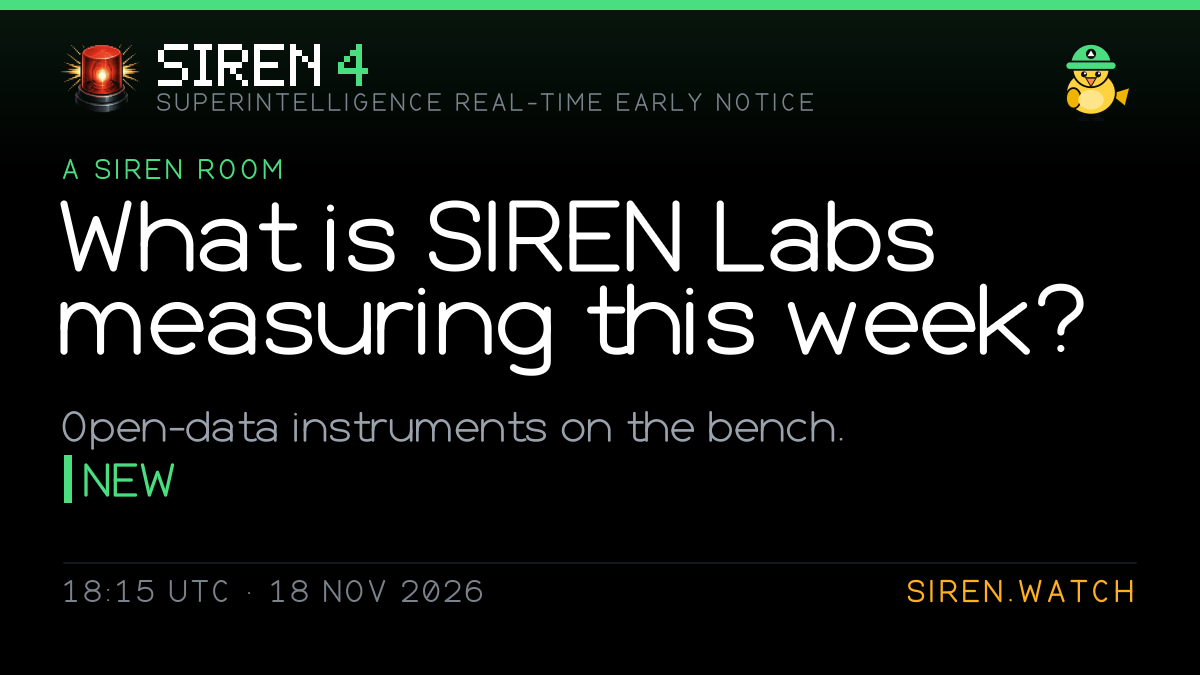 SIREN 4
SUPERINTELLIGENCE REAL-TIME EARLY NOTICE
A SIREN ROOM
What is SIREN Labs
measuring this week?
Open-data instruments on the bench.
NEW
18:15 UTC · 18 NOV 2026
SIREN.WATCH